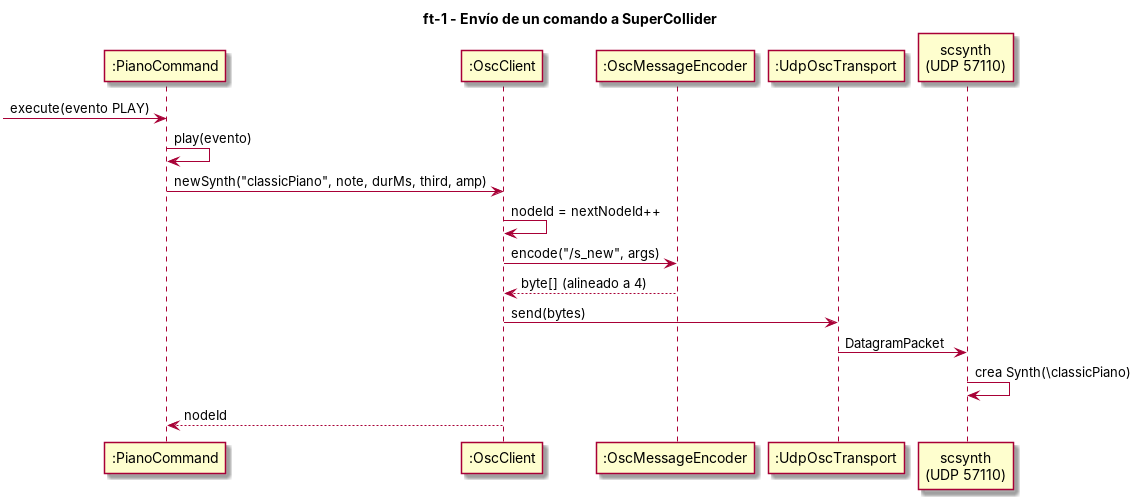 ft-1 - Envío de un comando a SuperCollider
:PianoCommand
:OscClient
:OscMessageEncoder
:UdpOscTransport
scsynth
(UDP 57110)
execute(evento PLAY)
play(evento)
newSynth("classicPiano", note, durMs, third, amp)
nodeId = nextNodeId++
encode("/s_new", args)
byte[] (alineado a 4)
send(bytes)
DatagramPacket
crea Synth(\classicPiano)
nodeId
:PianoCommand
:OscClient
:OscMessageEncoder
:UdpOscTransport
scsynth
(UDP 57110)